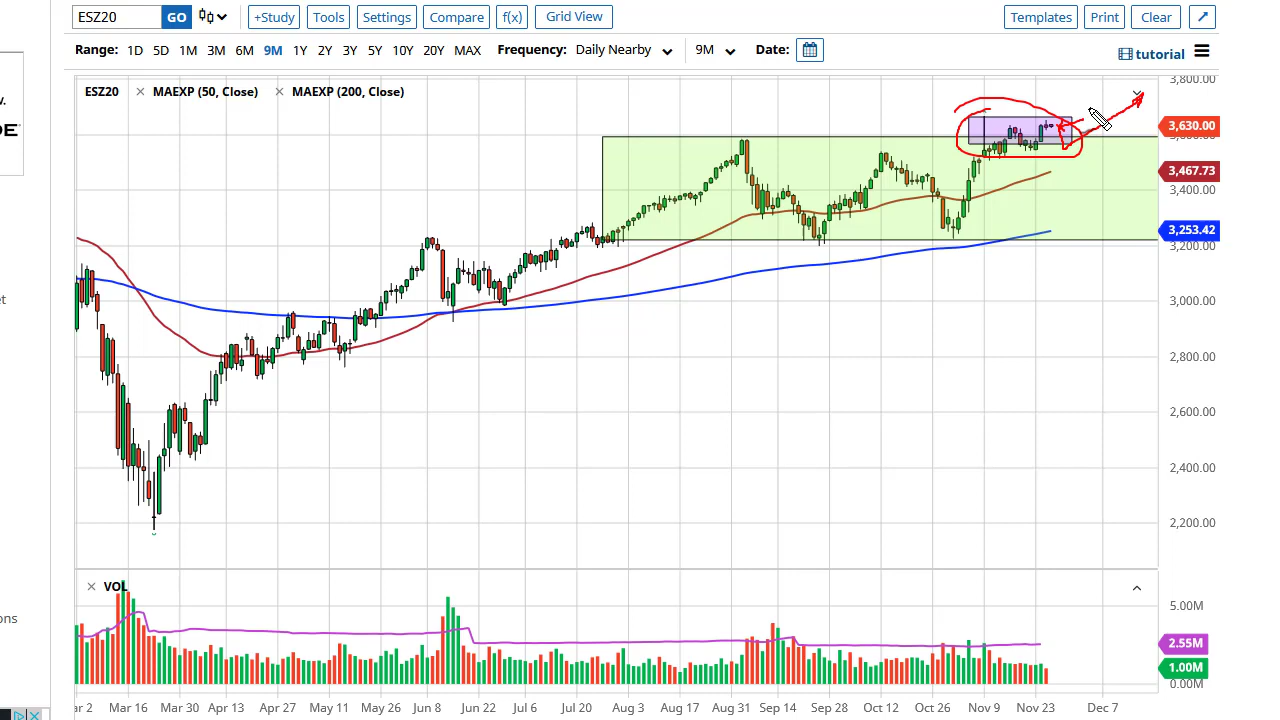 ESZ20 GO +Study Tools Settings Compare f(x) Grid View Templates Print Clear
Range: 1D 5D 1M 3M 6M 9M 1Y 2Y 3Y 5Y 10Y 20Y MAX Frequency: Daily Nearby 9M Date: tutorial
ESZ20 MAEXP (50, Close) MAEXP (200, Close)
3,800.00
3,630.00
3,467.73
3,400.00
3,253.42
3,200.00
3,000.00
2,800.00
2,600.00
2,400.00
2,200.00
VOL
5.00M
2.55M
1.00M
0.00M
r 2 Mar 16 Mar 30 Apr 13 Apr 27 May 11 May 26 Jun 8 Jun 22 Jul 6 Jul 20 Aug 3 Aug 17 Aug 31 Sep 14 Sep 28 Oct 12 Oct 26 Nov 9 Nov 23 Dec 7